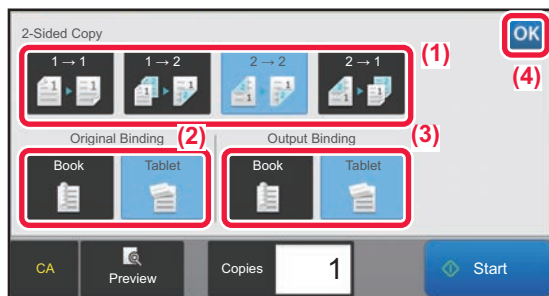 2-Sided Copy
OK
1 → 1
1 → 2
2 → 2
2 → 1
(1)
(4)
Original Binding
(2)
Output Binding
(3)
Book
Tablet
Book
Tablet
CA
Preview
Copies
1
Start